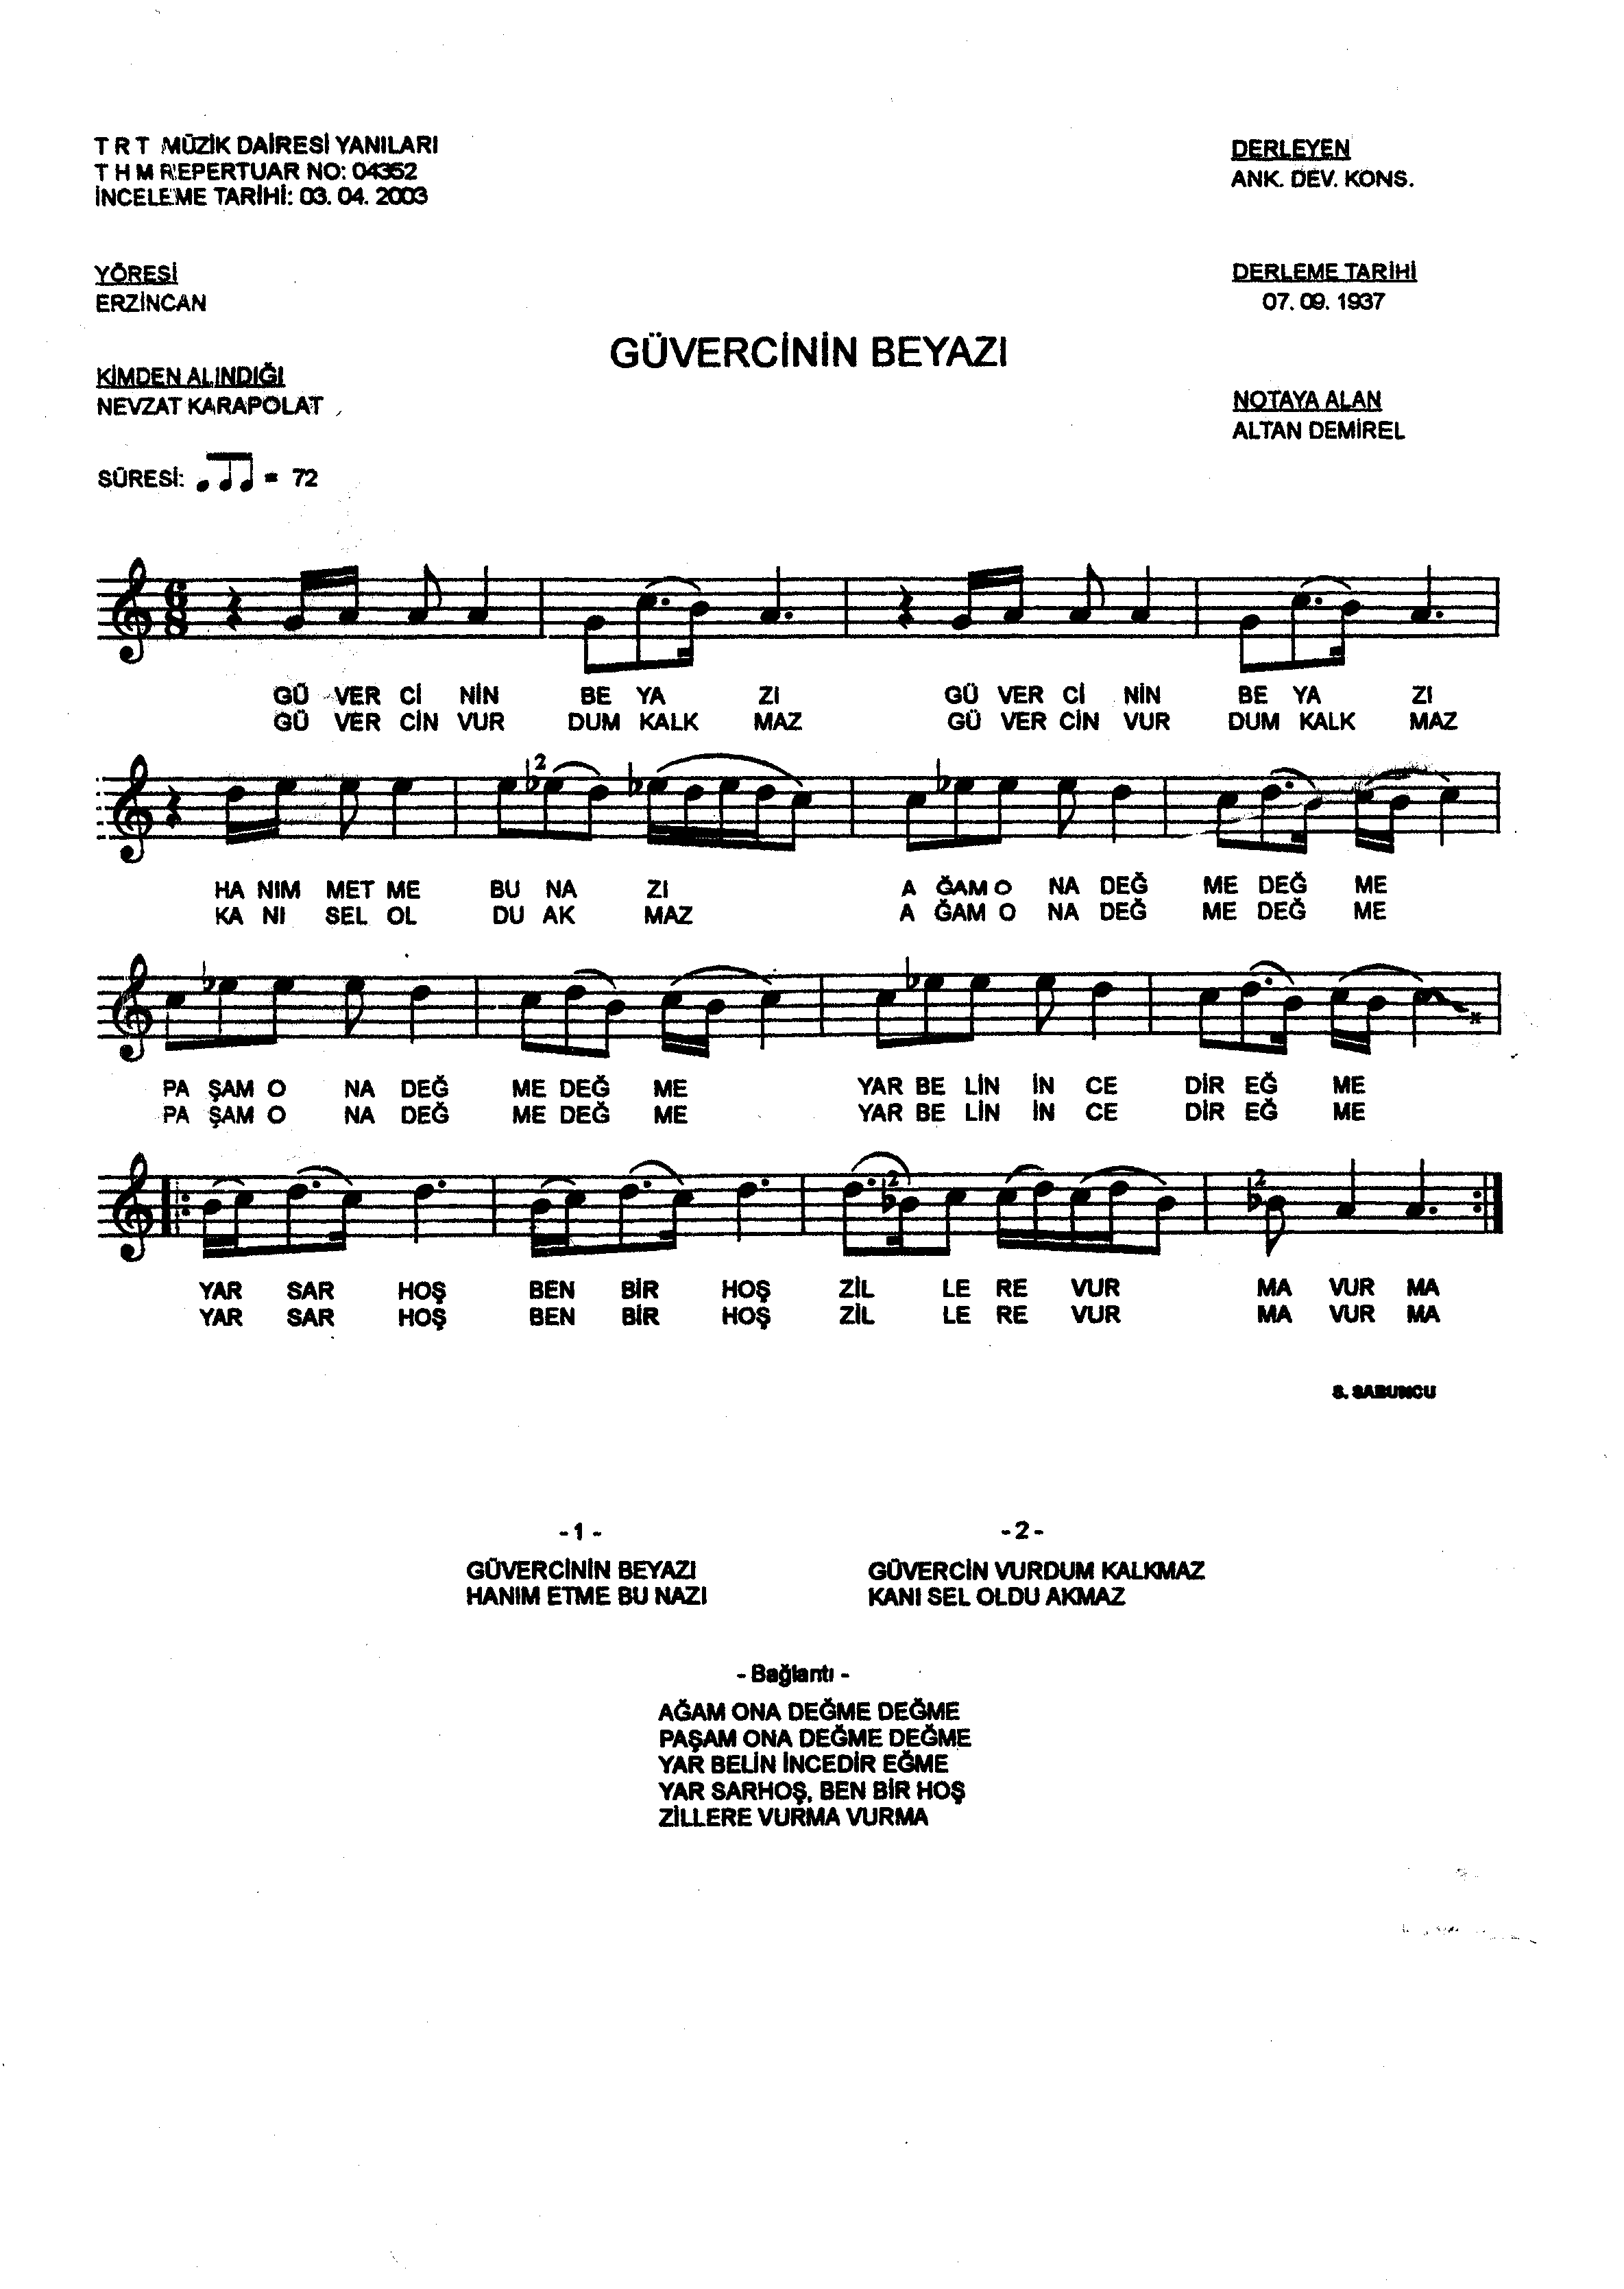 T R T MÜZİK DAİRESİ YANILARI
T H M REPERTUAR NO: 04352
İNCELEME TARİHİ: 03. 04. 2003
DERLEYEN
ANK. DEV. KONS.
YÖRESİ
ERZİNCAN
DERLEME TARİHİ
07. 09. 1937
GÜVERCİNİN BEYAZI
KİMDEN ALINDIĞI
NEVZAT KARAPOLAT
NOTAYA ALAN
ALTAN DEMİREL
SÜRESİ: = 72
6
8
GÜ VER Cİ NİN BE YA ZI GÜ VER Cİ NİN BE YA ZI
GÜ VER CİN VUR DUM KALK MAZ GÜ VER CİN VUR DUM KALK MAZ
2
HA NIM MET ME BU NA ZI A ĞAM O NA DEĞ ME DEĞ ME
KA NI SEL OL DU AK MAZ A ĞAM O NA DEĞ ME DEĞ ME
PA ŞAM O NA DEĞ ME DEĞ ME YAR BE LİN İN CE DİR EĞ ME
PA ŞAM O NA DEĞ ME DEĞ ME YAR BE LİN İN CE DİR EĞ ME
2 2
YAR SAR HOŞ BEN BİR HOŞ ZİL LE RE VUR MA VUR MA
YAR SAR HOŞ BEN BİR HOŞ ZİL LE RE VUR MA VUR MA
S. SABUNCU
- 1 -
GÜVERCİNİN BEYAZI
HANIM ETME BU NAZI
- 2 -
GÜVERCİN VURDUM KALKMAZ
KANI SEL OLDU AKMAZ
- Bağlantı -
AĞAM ONA DEĞME DEĞME
PAŞAM ONA DEĞME DEĞME
YAR BELİN İNCEDİR EĞME
YAR SARHOŞ, BEN BİR HOŞ
ZİLLERE VURMA VURMA